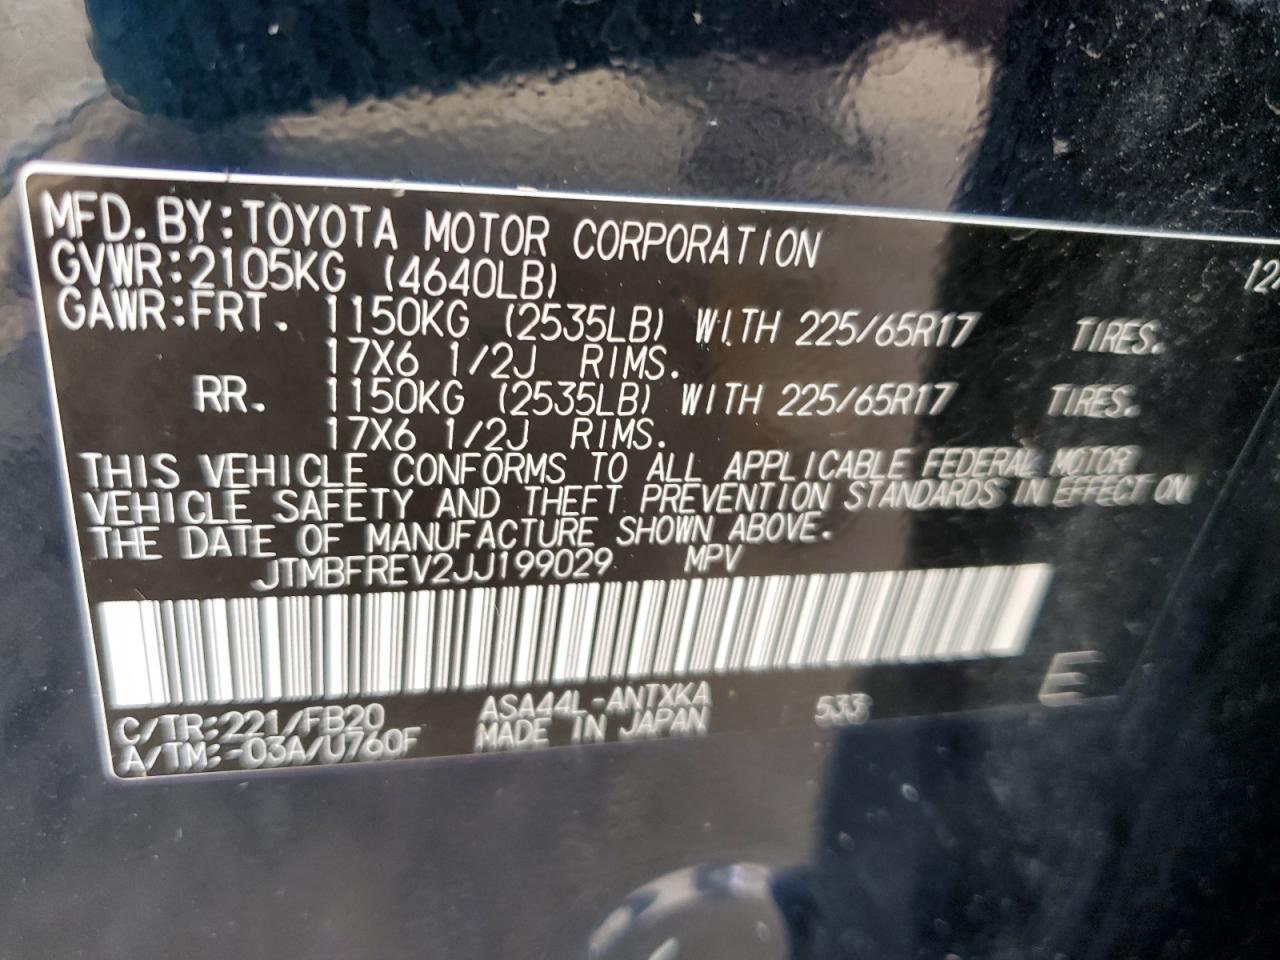 MFD.BY:TOYOTA MOTOR CORPORATION
GVWR:2105KG (4640LB)
GAWR:FRT. 1150KG (2535LB) WITH 225/65R17 TIRES.
17X6 1/2J RIMS.
RR. 1150KG (2535LB) WITH 225/65R17 TIRES.
17X6 1/2J RIMS.
THIS VEHICLE CONFORMS TO ALL APPLICABLE FEDERAL MOTOR
VEHICLE SAFETY AND THEFT PREVENTION STANDARDS IN EFFECT ON
THE DATE OF MANUFACTURE SHOWN ABOVE.
JTMBFREV2JJ199029 MPV
C/TR:221/FB20 ASA44L-ANTXKA 533 E
A/TM:-03A/U760F MADE IN JAPAN